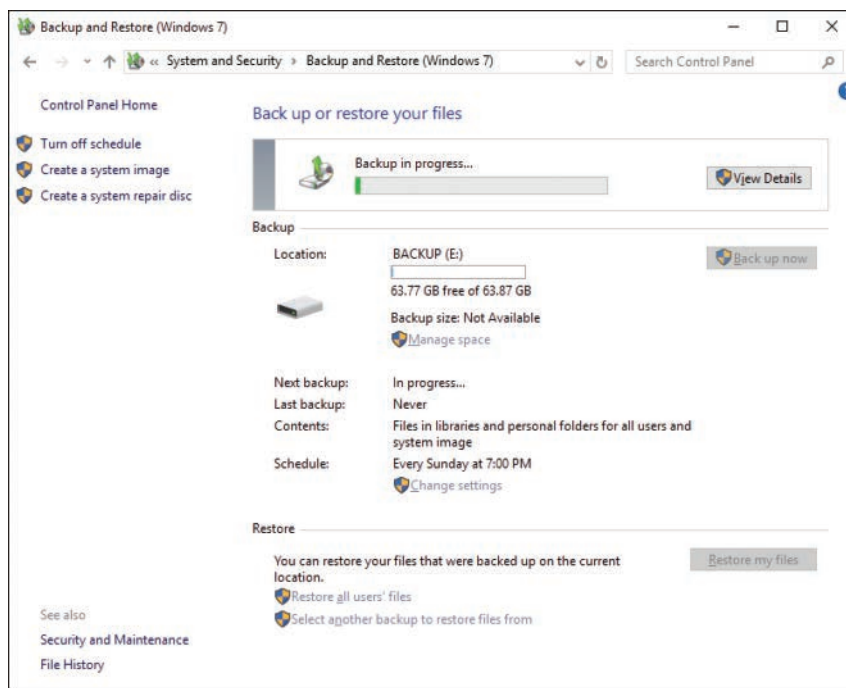 Backup and Restore (Windows 7)
« System and Security › Backup and Restore (Windows 7)
Search Control Panel
Control Panel Home
Turn off schedule
Create a system image
Create a system repair disc
Back up or restore your files
Backup in progress...
View Details
Backup
Location:
BACKUP (E:)
Back up now
63.77 GB free of 63.87 GB
Backup size: Not Available
Manage space
Next backup:
In progress...
Last backup:
Never
Contents:
Files in libraries and personal folders for all users and
system image
Schedule:
Every Sunday at 7:00 PM
Change settings
Restore
You can restore your files that were backed up on the current
location.
Restore my files
Restore all users' files
Select another backup to restore files from
See also
Security and Maintenance
File History